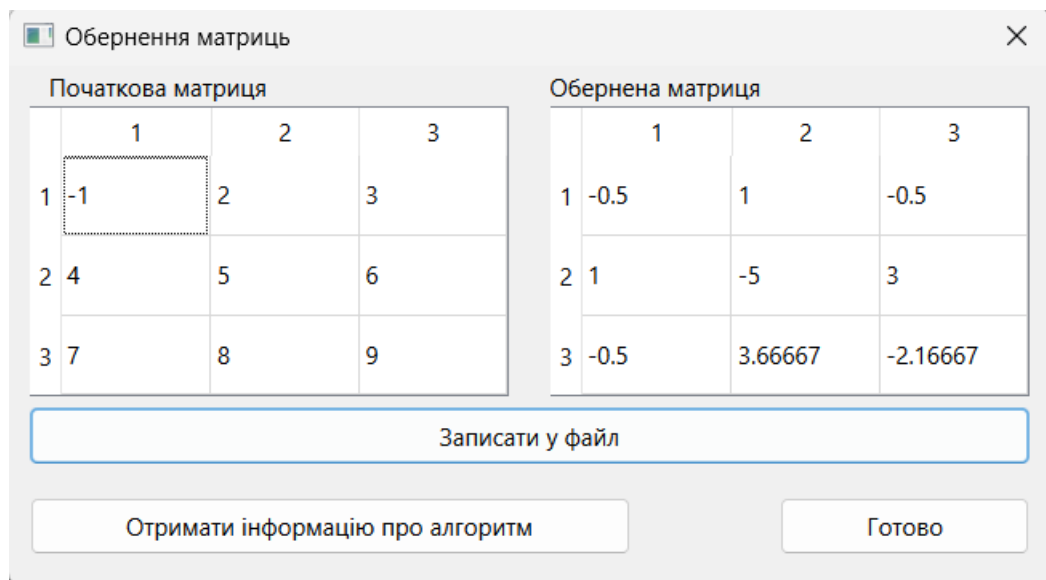 Обернення матриць
Початкова матриця
1 2 3
1 -1 2 3
2 4 5 6
3 7 8 9
Обернена матриця
1 2 3
1 -0.5 1 -0.5
2 1 -5 3
3 -0.5 3.66667 -2.16667
Записати у файл
Отримати інформацію про алгоритм
Готово